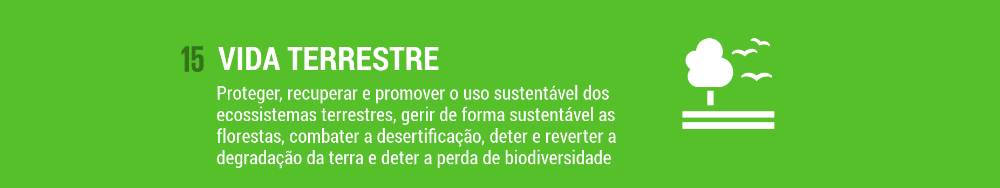 15 VIDA TERRESTRE
Proteger, recuperar e promover o uso sustentável dos
ecossistemas terrestres, gerir de forma sustentável as
florestas, combater a desertificação, deter e reverter a
degradação da terra e deter a perda de biodiversidade